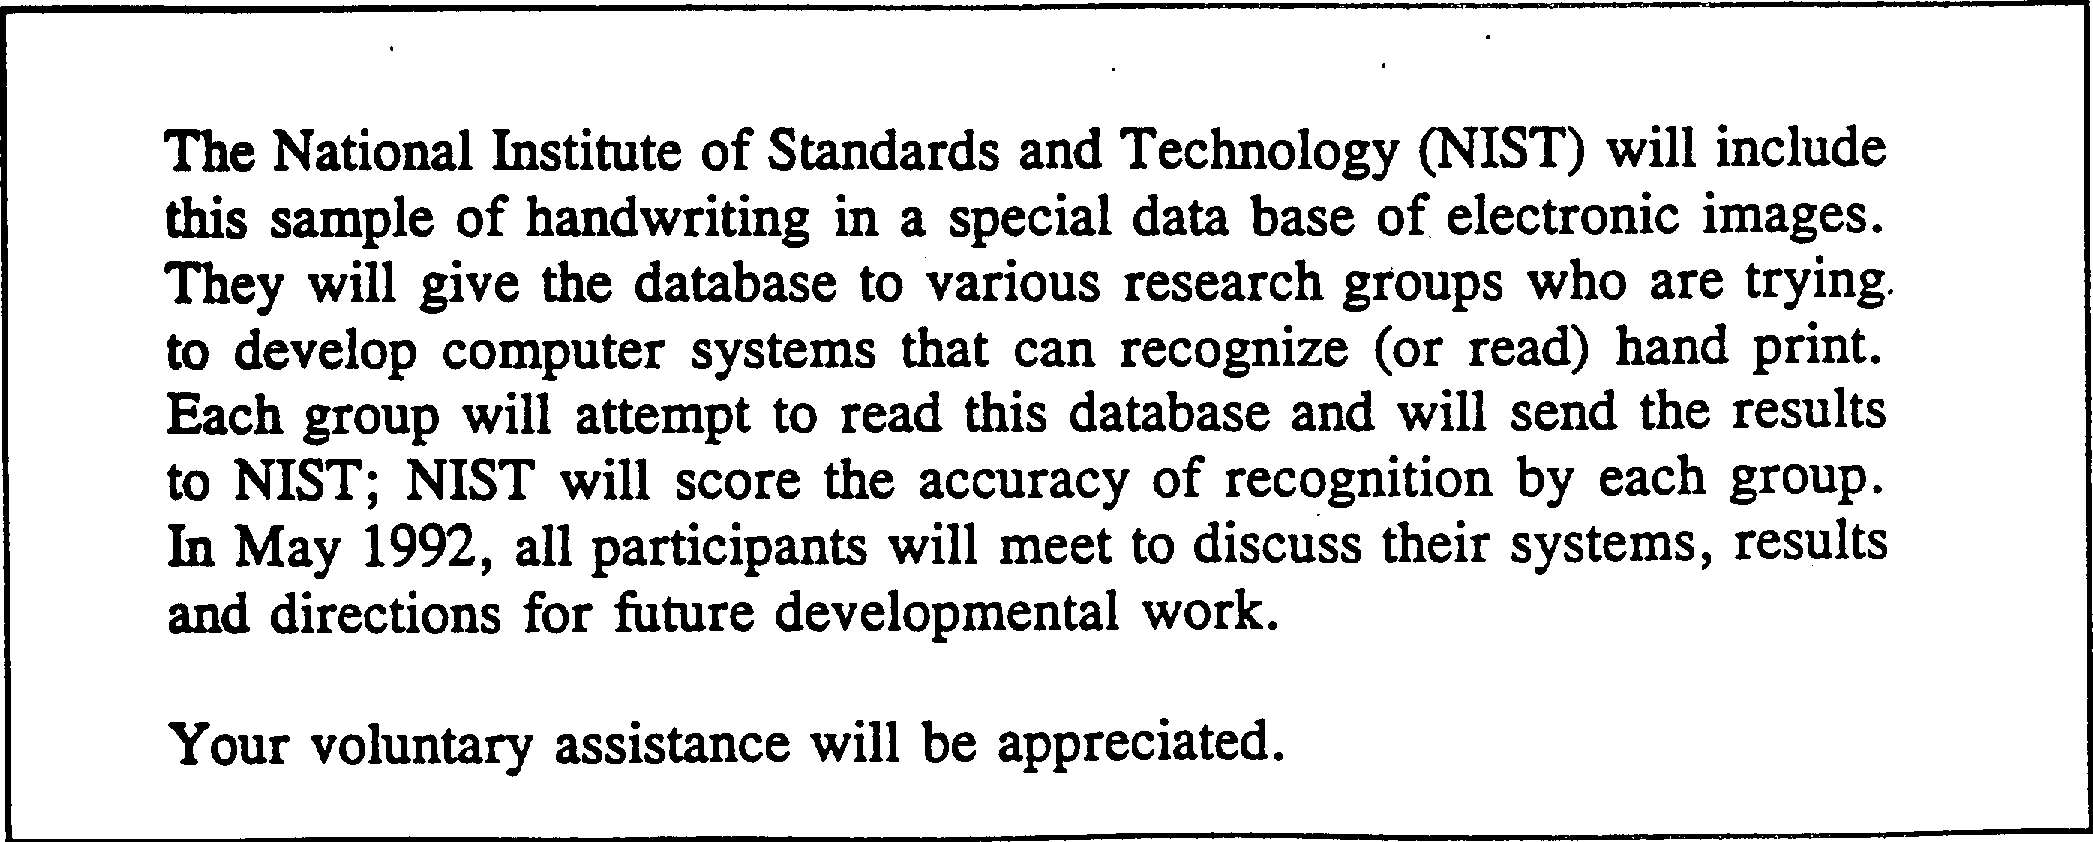 The National Institute of Standards and Technology (NIST) will include
this sample of handwriting in a special data base of electronic images.
They will give the database to various research groups who are trying
to develop computer systems that can recognize (or read) hand print.
Each group will attempt to read this database and will send the results
to NIST; NIST will score the accuracy of recognition by each group.
In May 1992, all participants will meet to discuss their systems, results
and directions for future developmental work.
Your voluntary assistance will be appreciated.